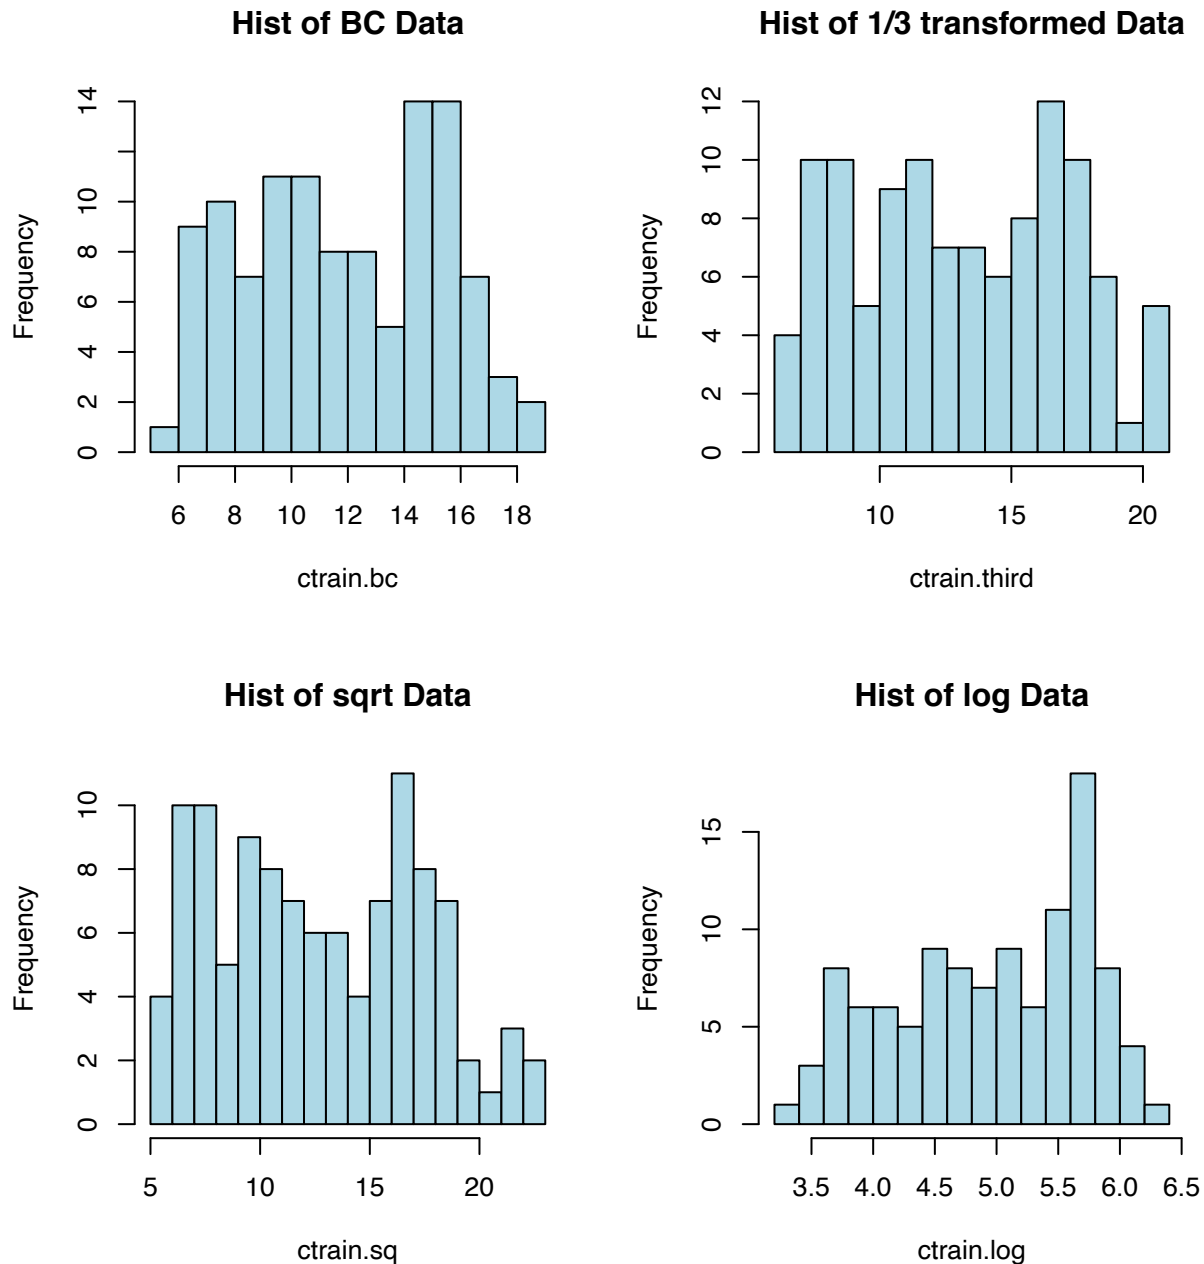 Hist of BC Data
Frequency
0 2 4 6 8 10 14
6 8 10 12 14 16 18
ctrain.bc
Hist of 1/3 transformed Data
Frequency
0 2 4 6 8 10 12
10 15 20
ctrain.third
Hist of sqrt Data
Frequency
0 2 4 6 8 10
5 10 15 20
ctrain.sq
Hist of log Data
Frequency
0 5 10 15
3.5 4.0 4.5 5.0 5.5 6.0 6.5
ctrain.log